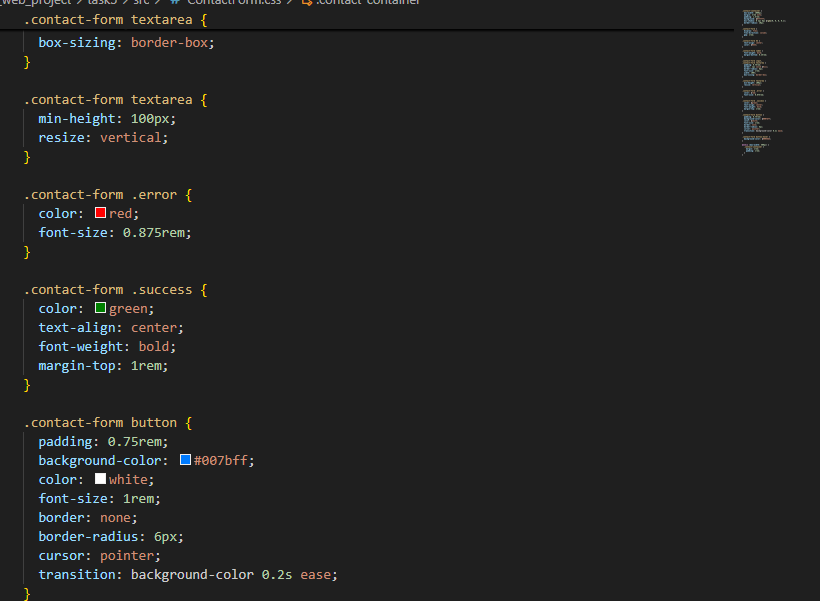 _web_project > task5 > src > # ContactForm.css > .contact-container
.contact-form textarea {
box-sizing: border-box;
}
.contact-form textarea {
min-height: 100px;
resize: vertical;
}
.contact-form .error {
color: red;
font-size: 0.875rem;
}
.contact-form .success {
color: green;
text-align: center;
font-weight: bold;
margin-top: 1rem;
}
.contact-form button {
padding: 0.75rem;
background-color: #007bff;
color: white;
font-size: 1rem;
border: none;
border-radius: 6px;
cursor: pointer;
transition: background-color 0.2s ease;
}